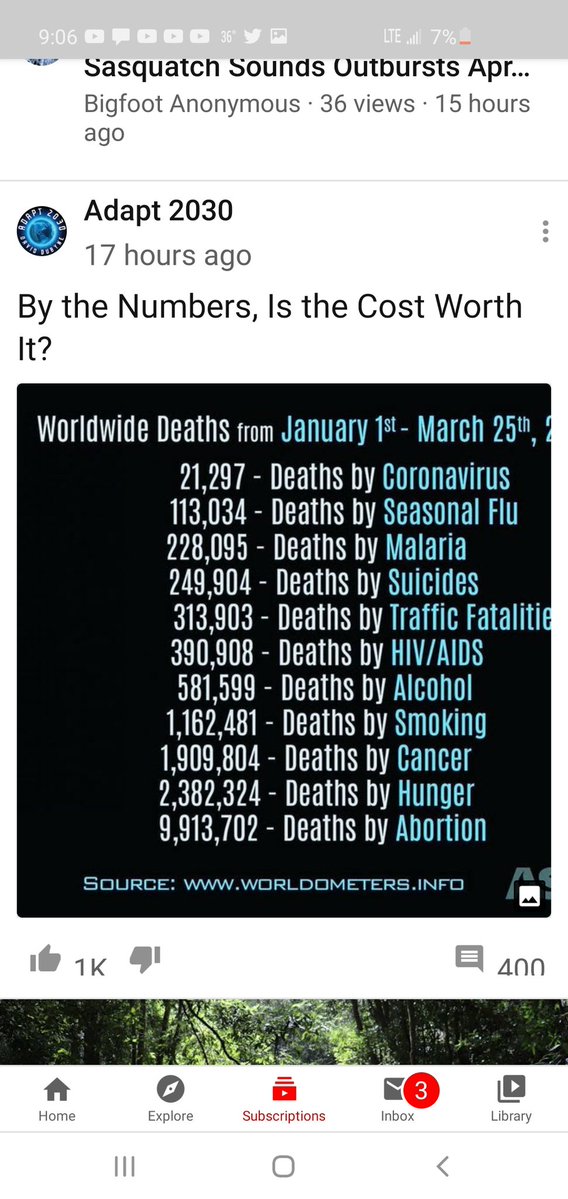 9:06 36° LTE 7%
Sasquatch Sounds Outbursts Apr...
Bigfoot Anonymous · 36 views · 15 hours
ago
ADAPT 2030
DAVID DUBYNE
Adapt 2030
17 hours ago
By the Numbers, Is the Cost Worth
It?
Worldwide Deaths from January 1st - March 25th, 2
21,297 - Deaths by Coronavirus
113,034 - Deaths by Seasonal Flu
228,095 - Deaths by Malaria
249,904 - Deaths by Suicides
313,903 - Deaths by Traffic Fatalitie
390,908 - Deaths by HIV/AIDS
581,599 - Deaths by Alcohol
1,162,481 - Deaths by Smoking
1,909,804 - Deaths by Cancer
2,382,324 - Deaths by Hunger
9,913,702 - Deaths by Abortion
Source: www.worldometers.info
AS
1K 400
3
Home Explore Subscriptions Inbox Library